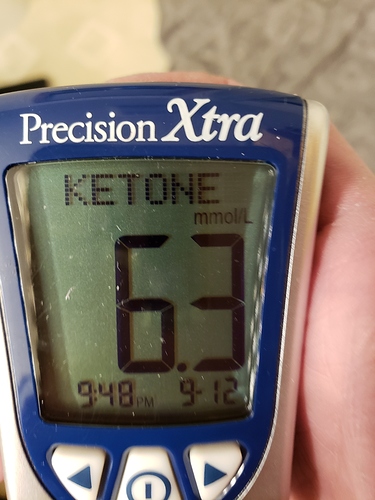 Precision Xtra
KETONE
mmol/L
6.3
9:48 PM 9-12